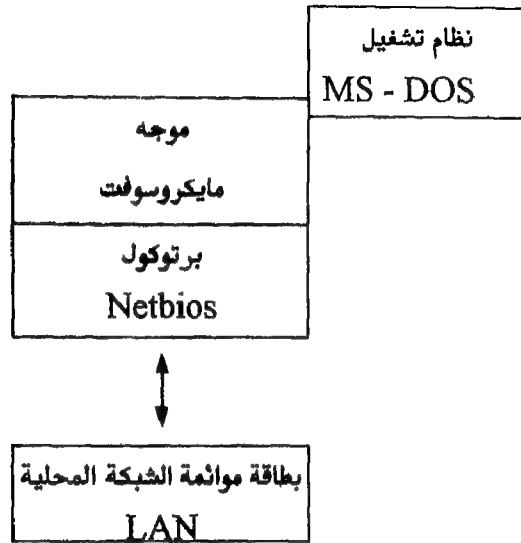 نظام تشغيل
MS - DOS
موجه
مايكروسوفت
برتوكول
Netbios
بطاقة موائمة الشبكة المحلية
LAN